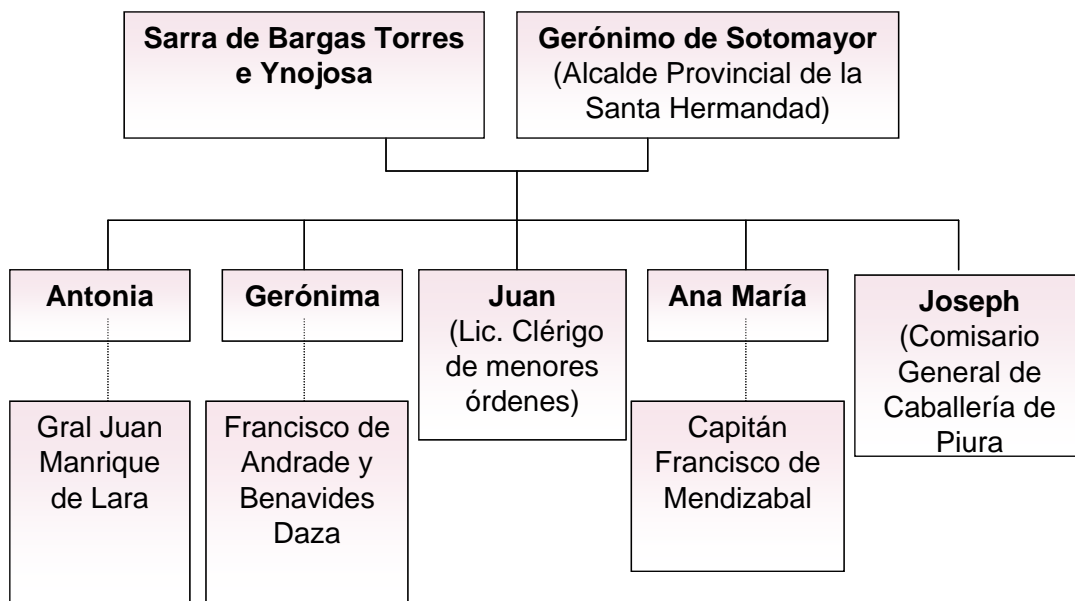 Sarra de Bargas Torres
e Ynojosa
Gerónimo de Sotomayor
(Alcalde Provincial de la
Santa Hermandad)
Antonia
Gerónima
Juan
(Lic. Clérigo
de menores
órdenes)
Ana María
Joseph
(Comisario
General de
Caballería de
Piura
Gral Juan
Manrique
de Lara
Francisco de
Andrade y
Benavides
Daza
Capitán
Francisco de
Mendizabal